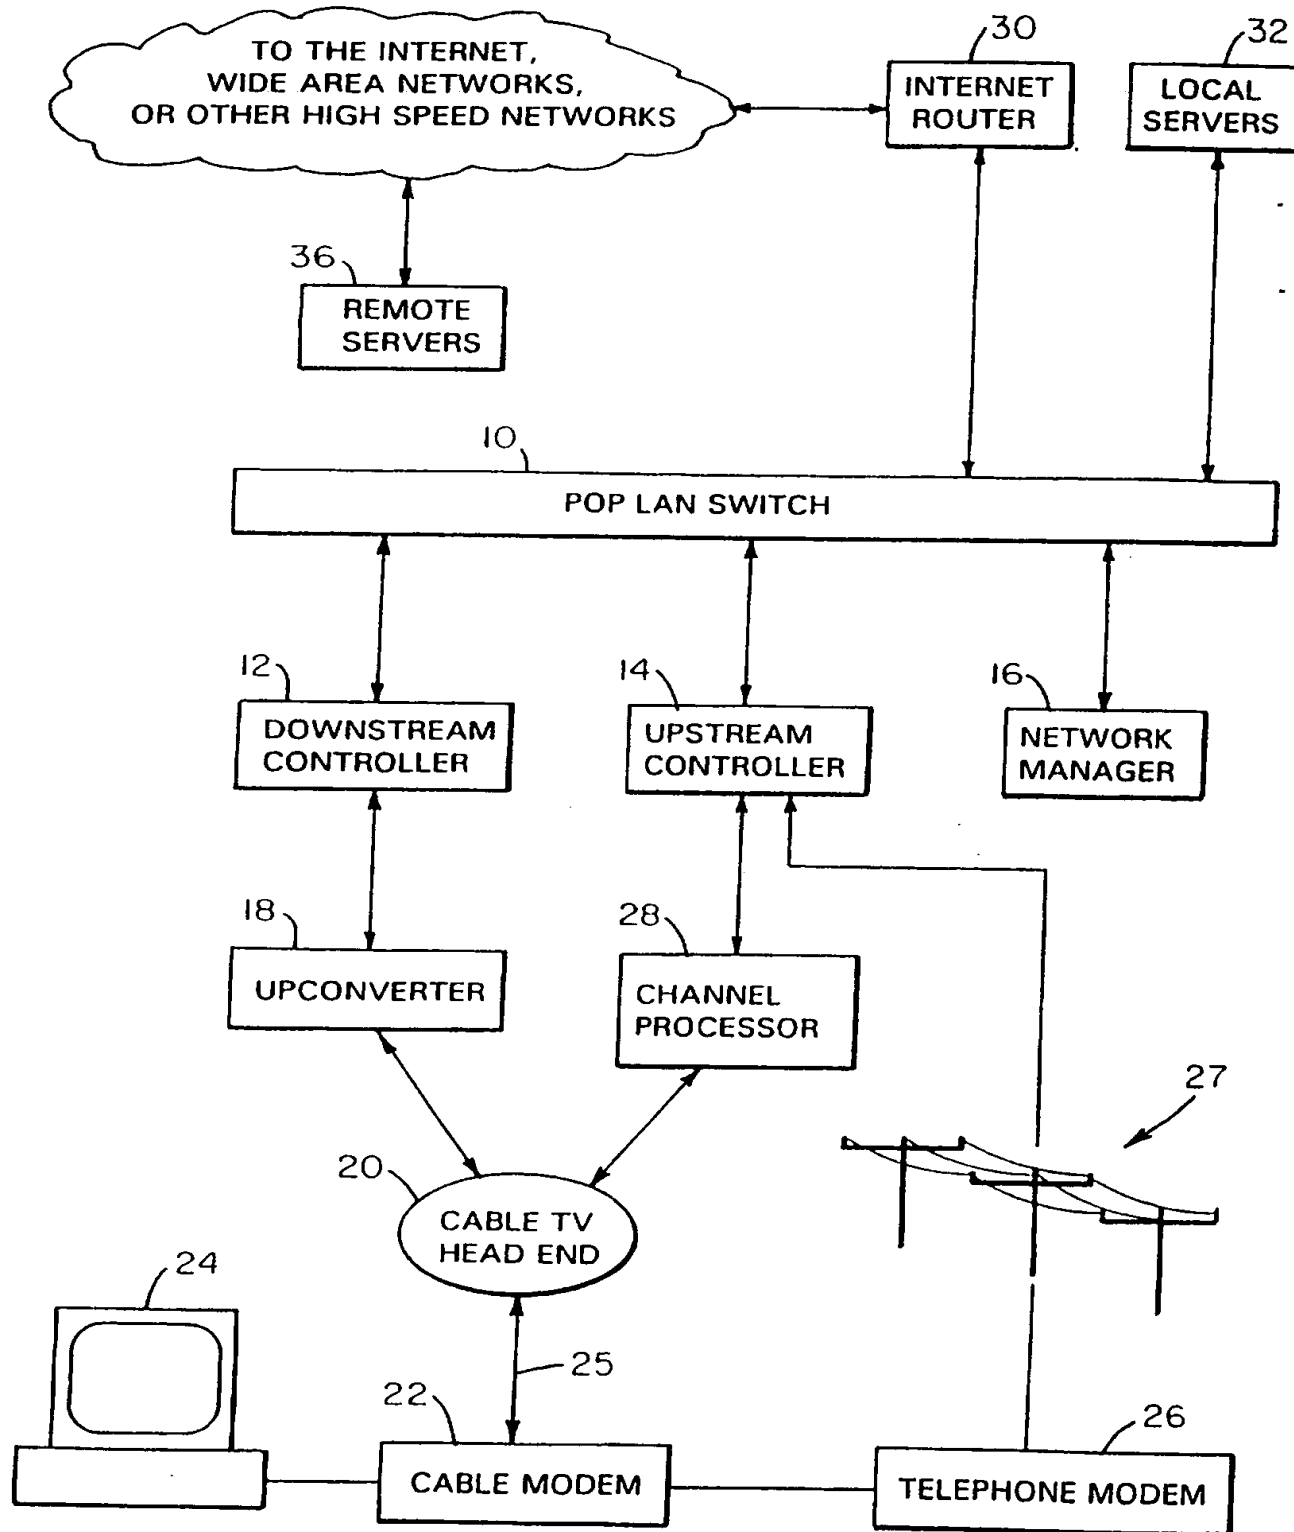 TO THE INTERNET,
WIDE AREA NETWORKS,
OR OTHER HIGH SPEED NETWORKS
30
INTERNET
ROUTER
32
LOCAL
SERVERS
36
REMOTE
SERVERS
10
POP LAN SWITCH
12
DOWNSTREAM
CONTROLLER
14
UPSTREAM
CONTROLLER
16
NETWORK
MANAGER
18
UPCONVERTER
28
CHANNEL
PROCESSOR
27
20
CABLE TV
HEAD END
24
25
22
CABLE MODEM
26
TELEPHONE MODEM